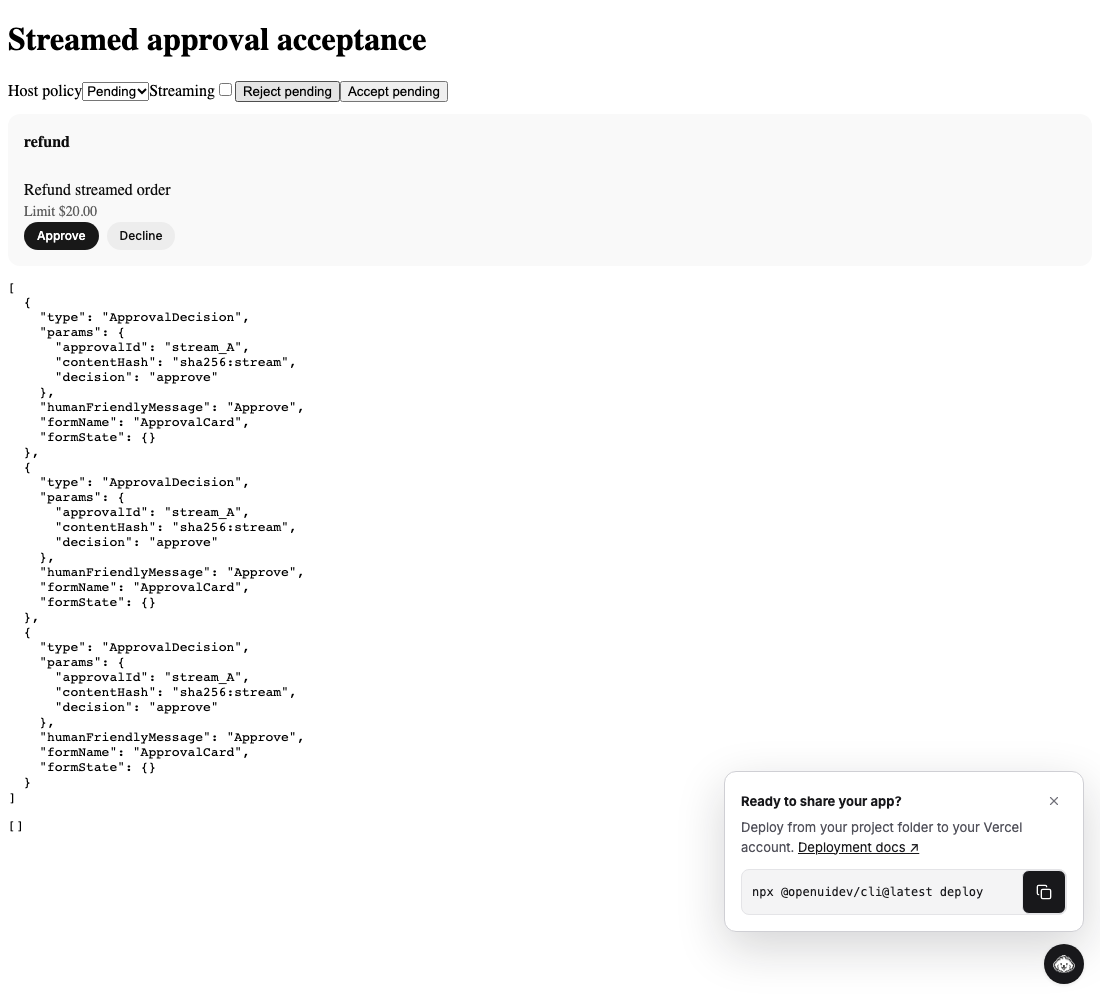 Streamed approval acceptance
Host policy Pending Streaming Reject pending Accept pending
refund
Refund streamed order
Limit $20.00
Approve Decline
[
  {
    "type": "ApprovalDecision",
    "params": {
      "approvalId": "stream_A",
      "contentHash": "sha256:stream",
      "decision": "approve"
    },
    "humanFriendlyMessage": "Approve",
    "formName": "ApprovalCard",
    "formState": {}
  },
  {
    "type": "ApprovalDecision",
    "params": {
      "approvalId": "stream_A",
      "contentHash": "sha256:stream",
      "decision": "approve"
    },
    "humanFriendlyMessage": "Approve",
    "formName": "ApprovalCard",
    "formState": {}
  },
  {
    "type": "ApprovalDecision",
    "params": {
      "approvalId": "stream_A",
      "contentHash": "sha256:stream",
      "decision": "approve"
    },
    "humanFriendlyMessage": "Approve",
    "formName": "ApprovalCard",
    "formState": {}
  }
]
[]
Ready to share your app?
Deploy from your project folder to your Vercel
account. Deployment docs ↗
npx @openuidev/cli@latest deploy